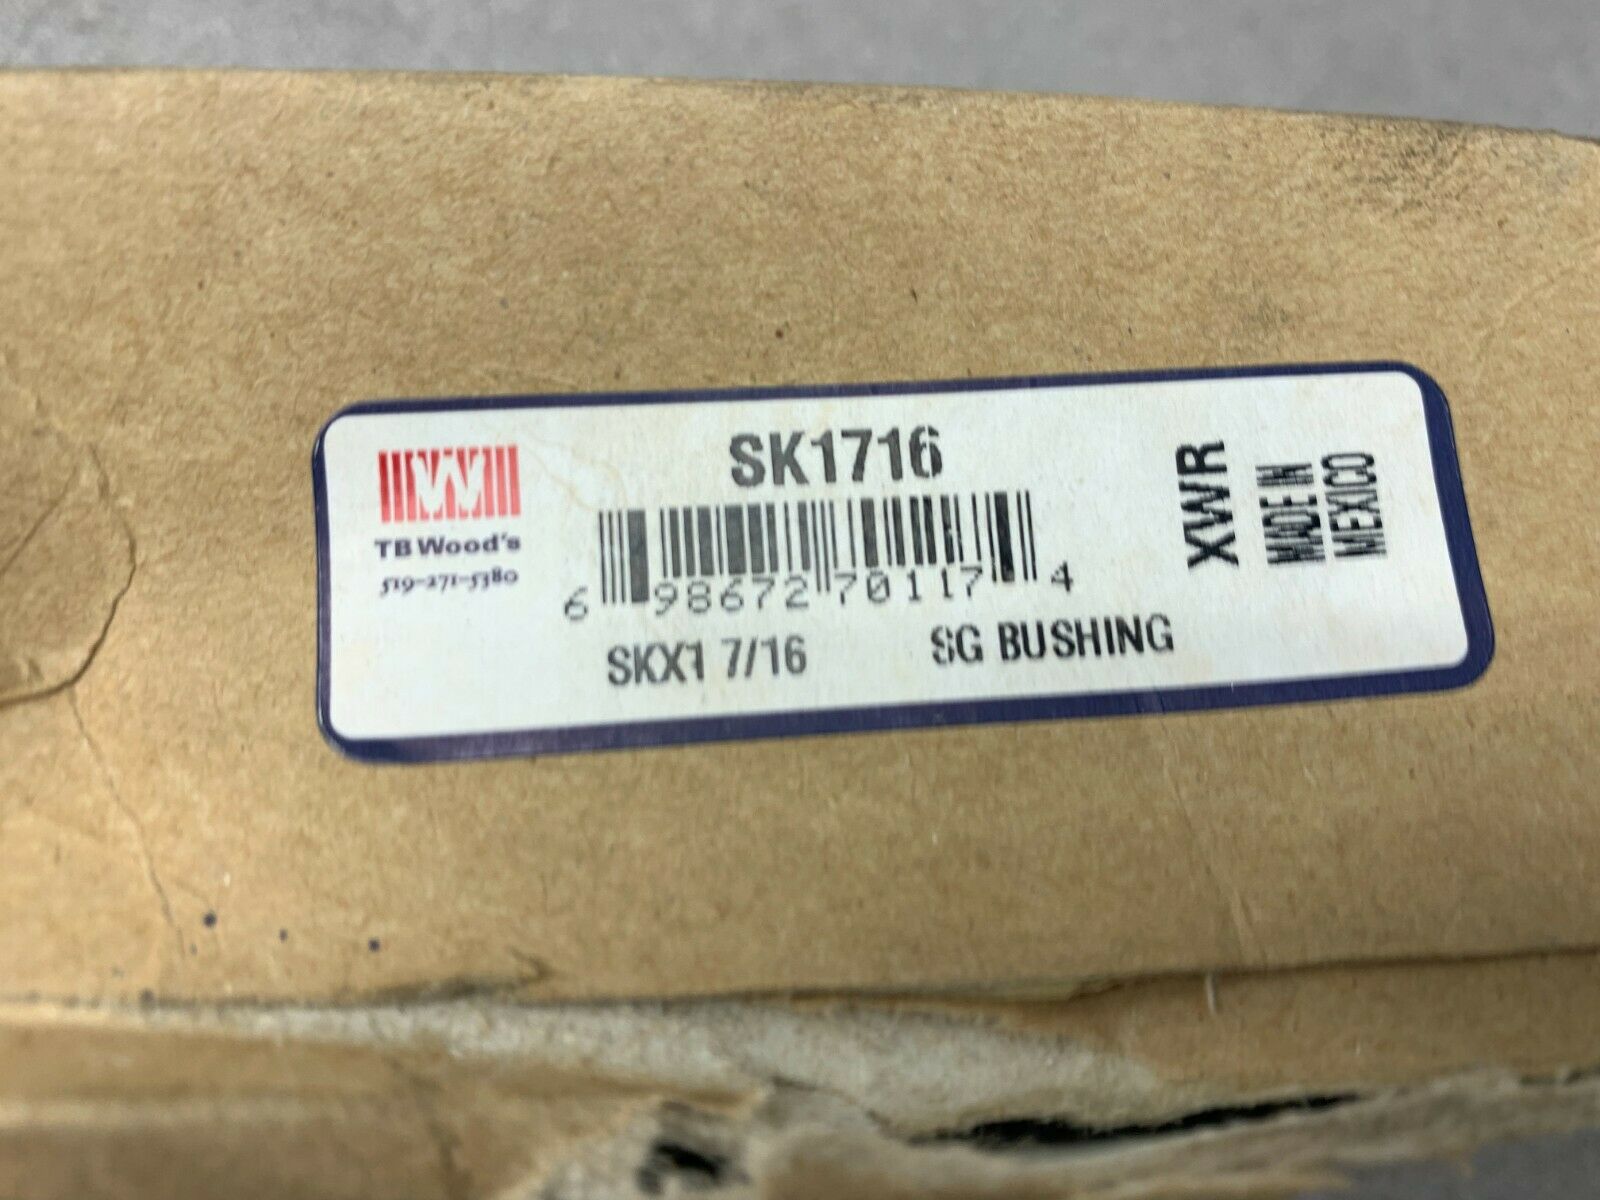 SK1716
TB Wood's
519-271-5380
6 98672 70117 4
SKX1 7/16 SG BUSHING
XWR
MADE IN
MEXICO